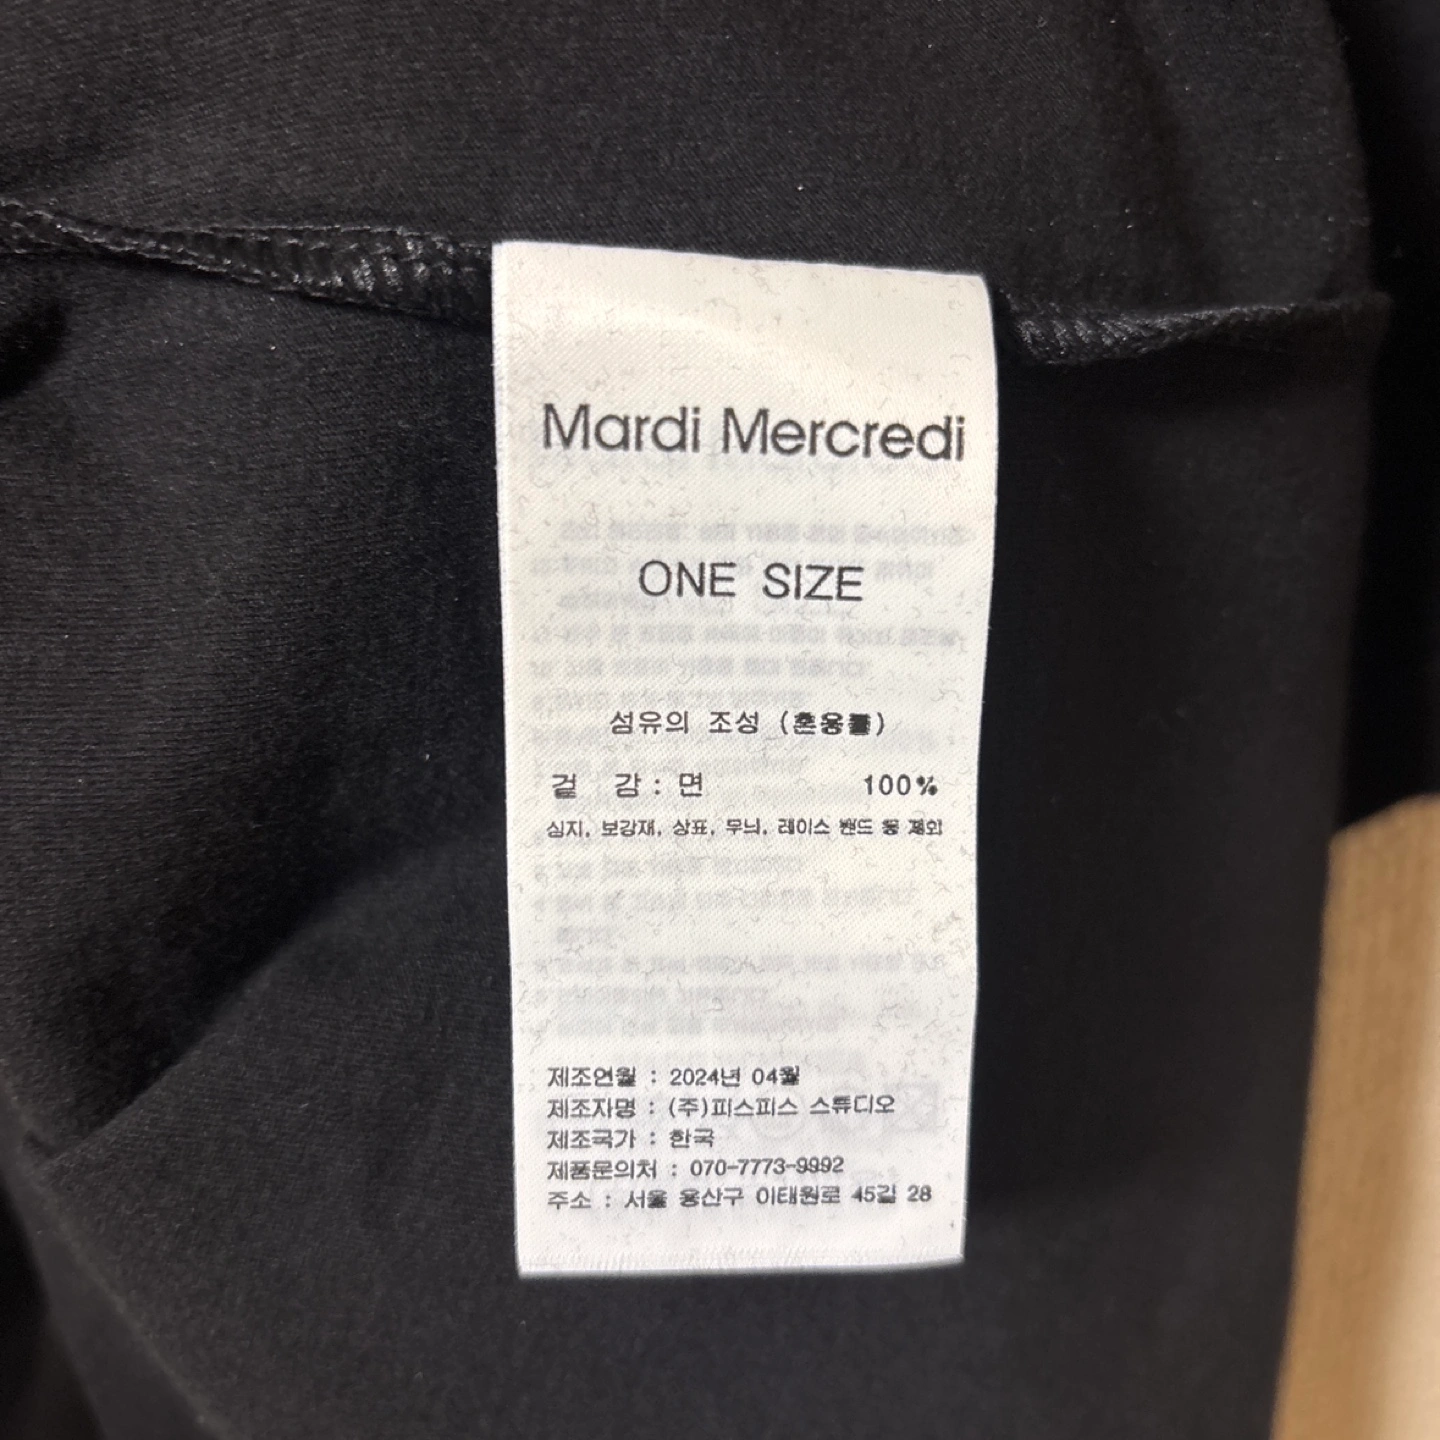 Mardi Mercredi
ONE SIZE
섬유의 조성 (혼용률)
겉 감 : 면 100%
심지, 보강재, 상표, 무늬, 레이스 밴드 등 제외
제조연월 : 2024년 04월
제조자명 : (주)피스피스 스튜디오
제조국가 : 한국
제품문의처 : 070-7773-9992
주소 : 서울 용산구 이태원로 45길 28